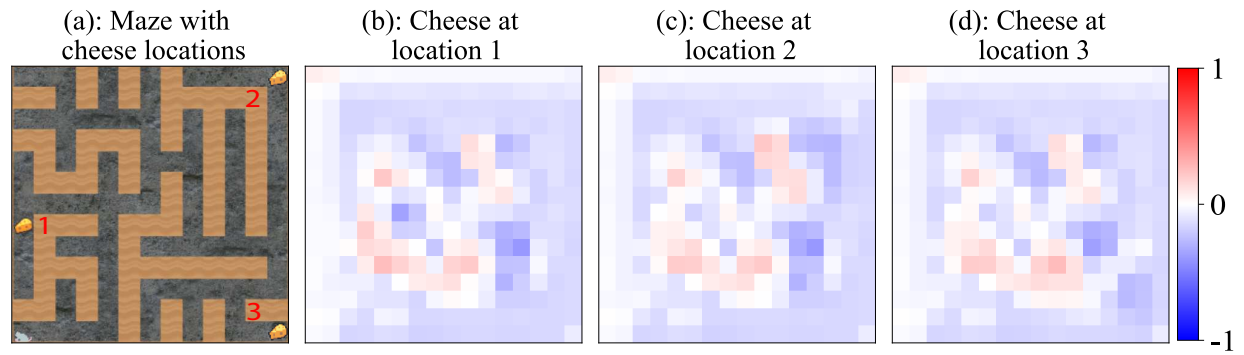 (a): Maze with
cheese locations
(b): Cheese at
location 1
(c): Cheese at
location 2
(d): Cheese at
location 3
2
1
3
1
0
-1